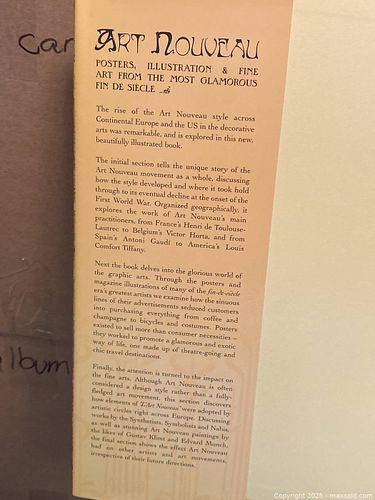 Car
ART NOUVEAU
POSTERS, ILLUSTRATION & FINE
ART FROM THE MOST GLAMOROUS
FIN DE SIÈCLE
The rise of the Art Nouveau style across
Continental Europe and the US in the decorative
arts was remarkable, and is explored in this new,
beautifully illustrated book.
The initial section tells the unique story of the
Art Nouveau movement as a whole, discussing
how the style developed and where it took hold
through to its eventual decline at the onset of the
First World War. Organized geographically, it
explores the work of Art Nouveau's main
practitioners, from France's Henri de Toulouse-
Lautrec to Belgium's Victor Horta, and from
Spain's Antoni Gaudí to America's Louis
Comfort Tiffany.
Next the book delves into the glorious world of
the graphic arts. Through the posters and
magazine illustrations of many of the fin-de-siècle
era's greatest artists we examine how the sinuous
lines of their advertisements seduced customers
into purchasing everything from coffee and
champagne to bicycles and costumes. Posters
existed to sell more than consumer necessities –
they worked to promote a glamorous and exotic
way of life, one made up of theatre-going and
chic travel destinations.
lbum
Finally, the attention is turned to the impact on
the fine arts. Although Art Nouveau is often
considered a design style rather than a fully-
fledged art movement, this section discovers
how elements of 'L'Art Nouveau' were adopted by
artistic circles right across Europe. Discussing
works by the Synthetists, Symbolists and Nabis,
as well as stunning Art Nouveau paintings by
the likes of Gustav Klimt and Edvard Munch,
the final section shows the effect Art Nouveau
had on other artists and art movements,
irrespective of their future directions.
Copyright 2025 - maxsold.com